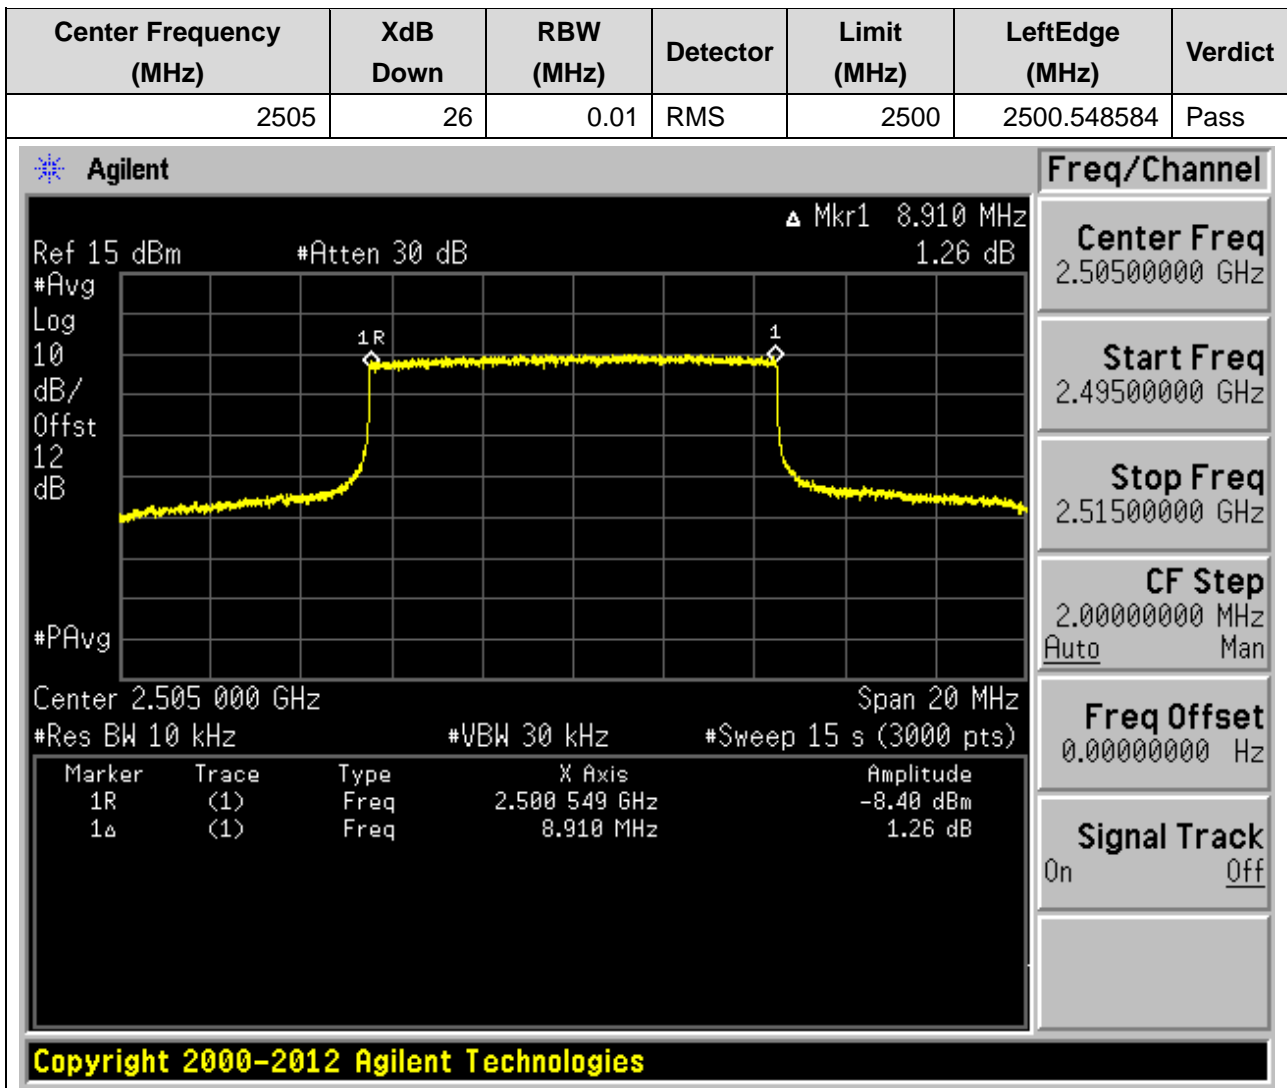 Center Frequency (MHz) XdB Down RBW (MHz) Detector Limit (MHz) LeftEdge (MHz) Verdict
2505 26 0.01 RMS 2500 2500.548584 Pass
Agilent
Freq/Channel
Δ Mkr1 8.910 MHz
Ref 15 dBm #Atten 30 dB 1.26 dB
#Avg
Log
10
dB/
Offst
12
dB
#PAvg
1R
1
Center 2.505 000 GHz Span 20 MHz
#Res BW 10 kHz #VBW 30 kHz #Sweep 15 s (3000 pts)
Marker Trace Type X Axis Amplitude
1R (1) Freq 2.500 549 GHz -8.40 dBm
1Δ (1) Freq 8.910 MHz 1.26 dB
Center Freq
2.50500000 GHz
Start Freq
2.49500000 GHz
Stop Freq
2.51500000 GHz
CF Step
2.00000000 MHz
Auto Man
Freq Offset
0.00000000 Hz
Signal Track
On Off
Copyright 2000-2012 Agilent Technologies